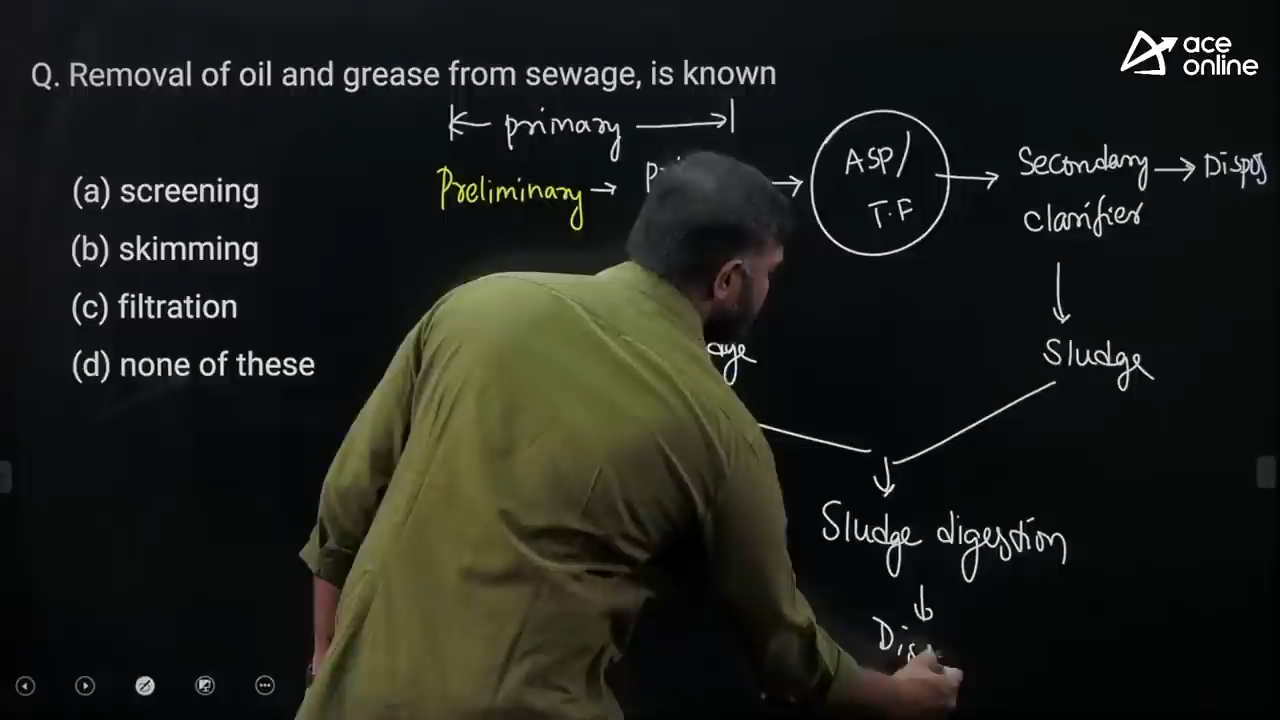 ace
online
Q. Removal of oil and grease from sewage, is known
primary
(a) screening
(b) skimming
(c) filtration
(d) none of these
Preliminary →
→
ASP/
T.F
→
Secondary
clarifier
→
Sludge
Sludge digestion